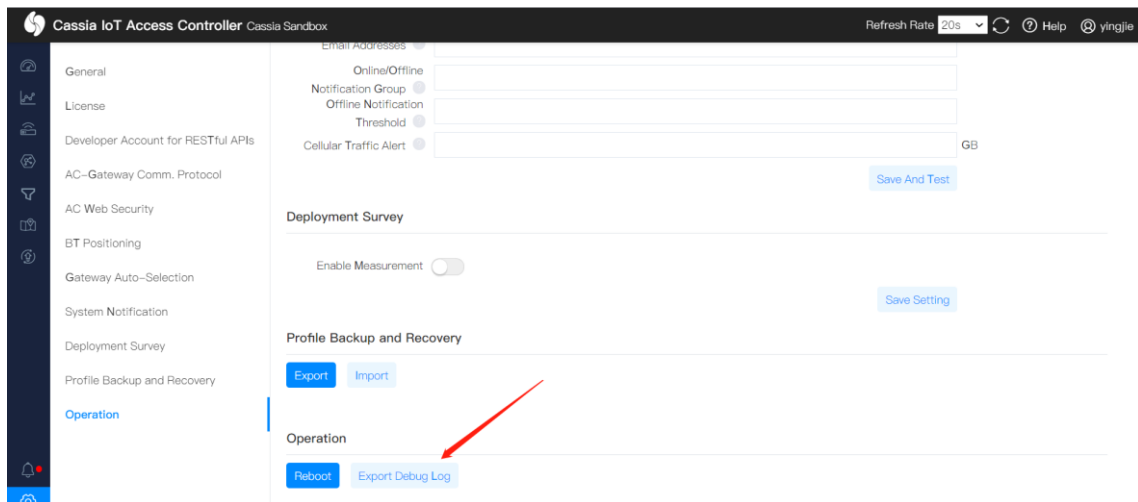 Cassia IoT Access Controller Cassia Sandbox
Refresh Rate 20s Help yingjie
General
License
Developer Account for RESTful APIs
AC-Gateway Comm. Protocol
AC Web Security
BT Positioning
Gateway Auto-Selection
System Notification
Deployment Survey
Profile Backup and Recovery
Operation
Email Addresses
Online/Offline
Notification Group
Offline Notification
Threshold
Cellular Traffic Alert GB
Save And Test
Deployment Survey
Enable Measurement
Save Setting
Profile Backup and Recovery
Export Import
Operation
Reboot Export Debug Log